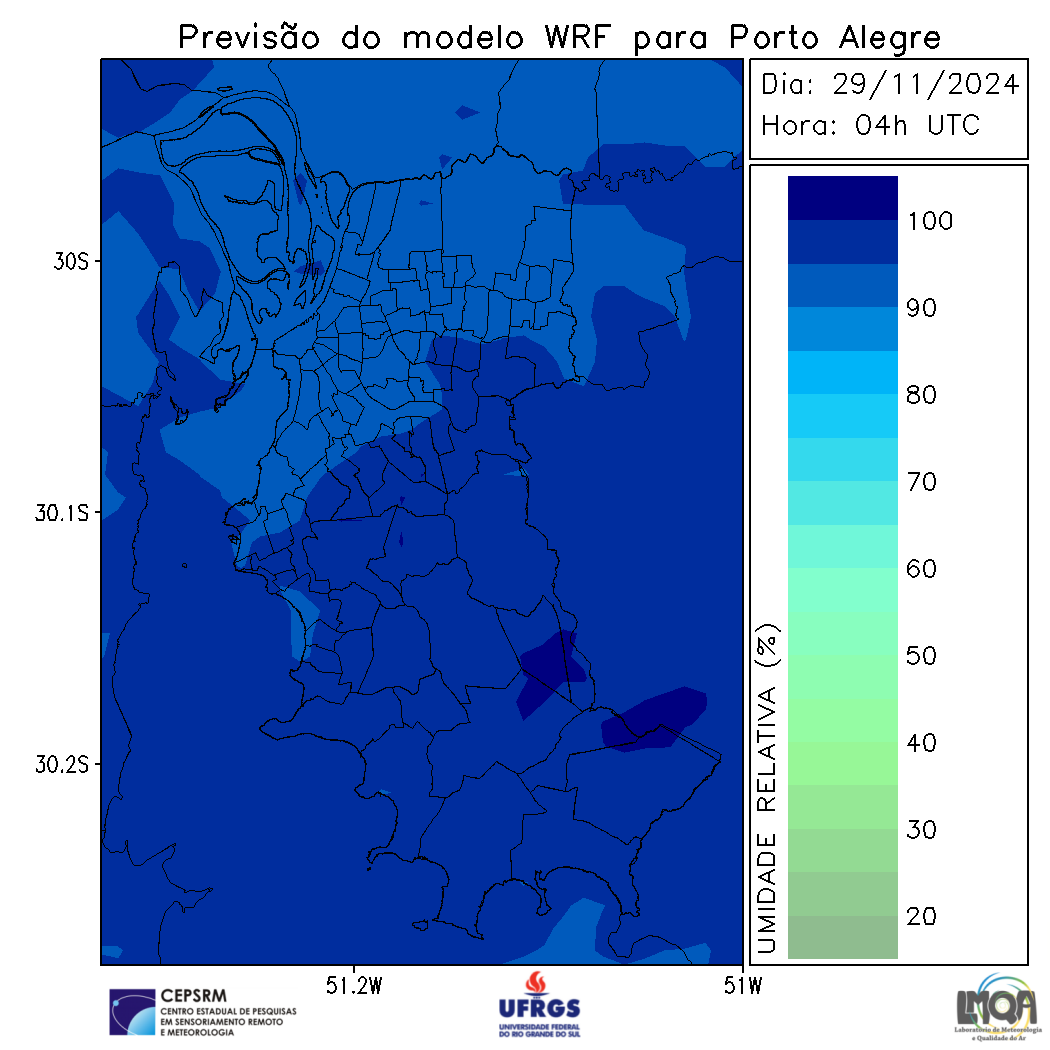 Previsão do modelo WRF para Porto Alegre
Dia: 29/11/2024
Hora: 04h UTC
30S
30.1S
30.2S
51.2W
51W
UMIDADE RELATIVA (%)
100
90
80
70
60
50
40
30
20
CEPSRM
CENTRO ESTADUAL DE PESQUISAS
EM SENSORIAMENTO REMOTO
E METEOROLOGIA
UFRGS
UNIVERSIDADE FEDERAL
DO RIO GRANDE DO SUL
LMQA
Laboratório de Meteorologia
e Qualidade do Ar